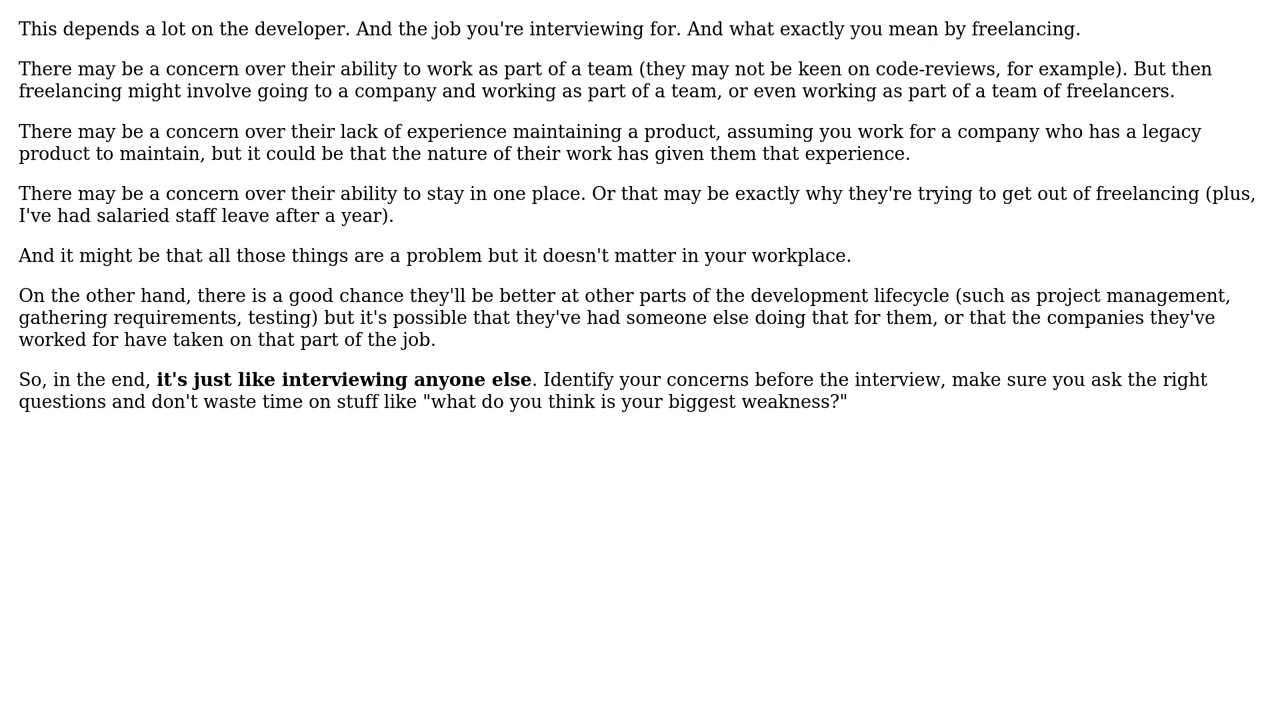 This depends a lot on the developer. And the job you're interviewing for. And what exactly you mean by freelancing.
There may be a concern over their ability to work as part of a team (they may not be keen on code-reviews, for example). But then
freelancing might involve going to a company and working as part of a team, or even working as part of a team of freelancers.
There may be a concern over their lack of experience maintaining a product, assuming you work for a company who has a legacy
product to maintain, but it could be that the nature of their work has given them that experience.
There may be a concern over their ability to stay in one place. Or that may be exactly why they're trying to get out of freelancing (plus,
I've had salaried staff leave after a year).
And it might be that all those things are a problem but it doesn't matter in your workplace.
On the other hand, there is a good chance they'll be better at other parts of the development lifecycle (such as project management,
gathering requirements, testing) but it's possible that they've had someone else doing that for them, or that the companies they've
worked for have taken on that part of the job.
So, in the end, it's just like interviewing anyone else. Identify your concerns before the interview, make sure you ask the right
questions and don't waste time on stuff like "what do you think is your biggest weakness?"